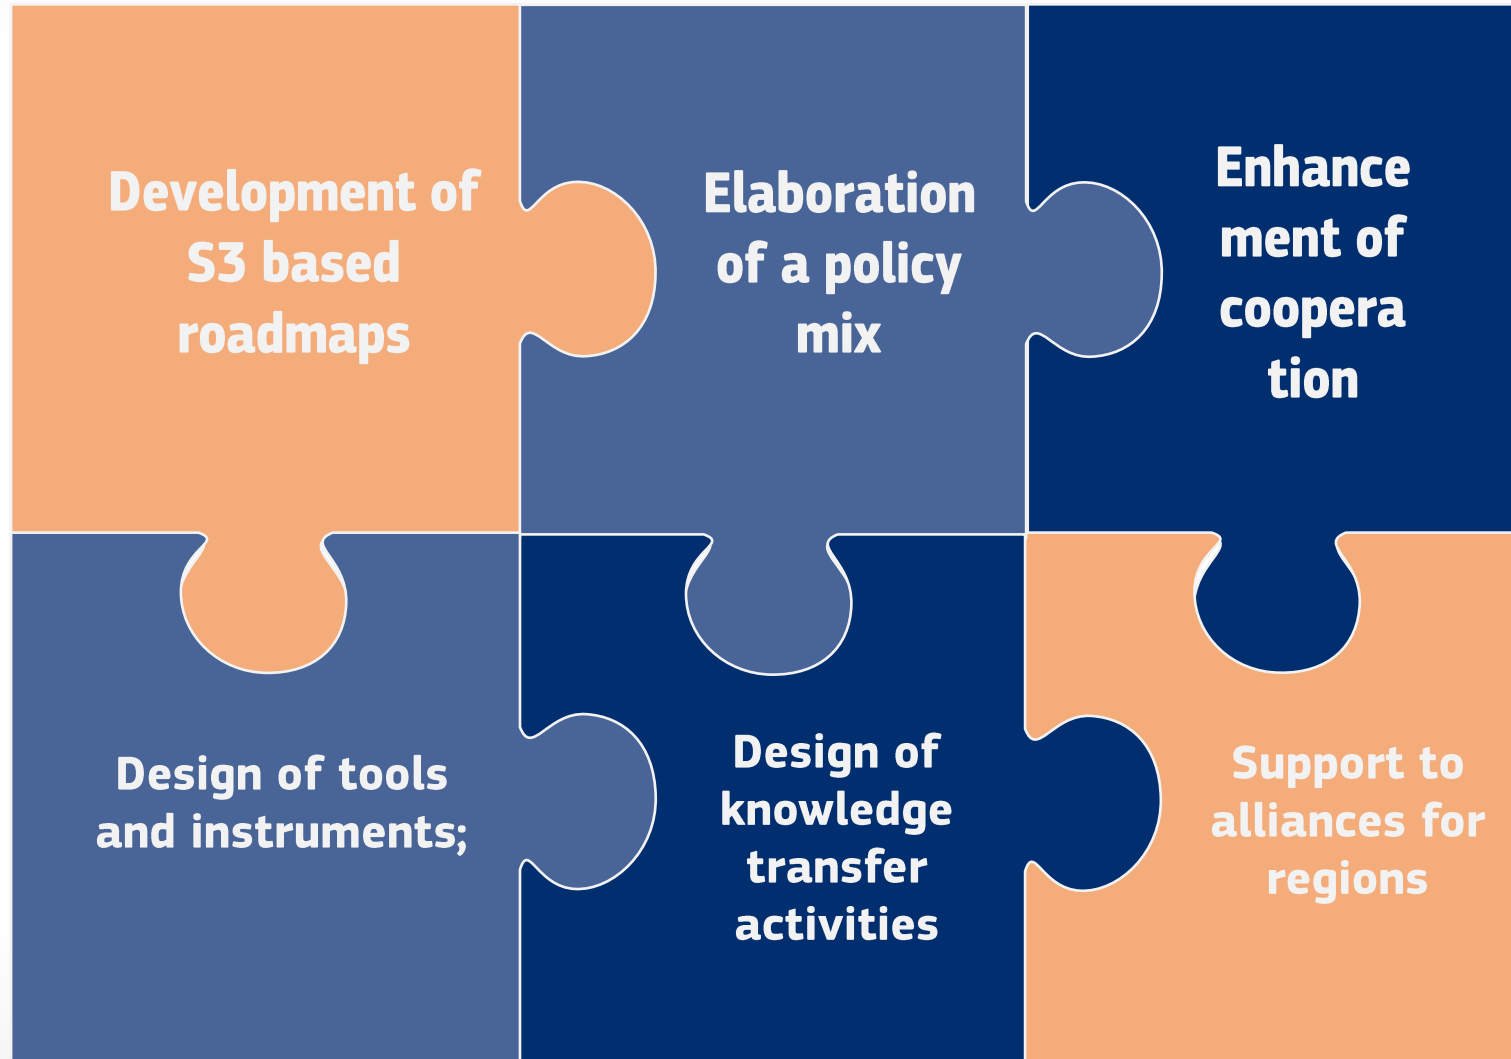 Development of
S3 based
roadmaps
Elaboration
of a policy
mix
Enhance
ment of
coopera
tion
Design of tools
and instruments;
Design of
knowledge
transfer
activities
Support to
alliances for
regions